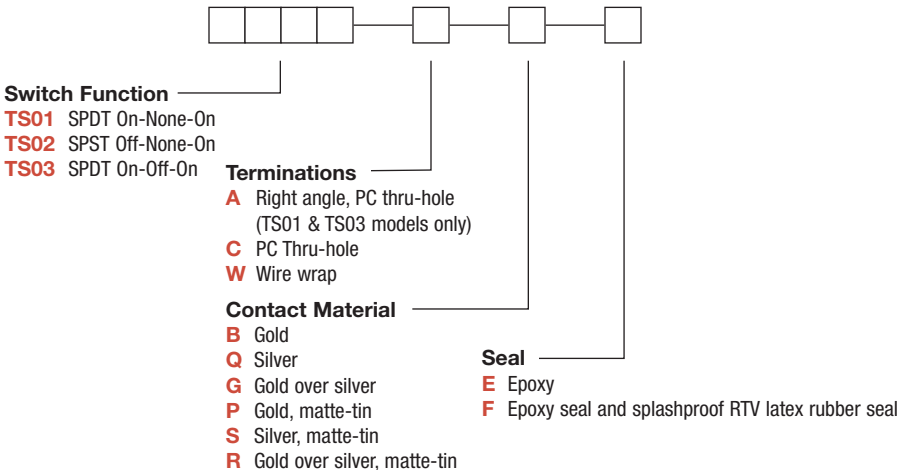 Switch Function
TS01 SPDT On-None-On
TS02 SPST Off-None-On
TS03 SPDT On-Off-On
Terminations
A Right angle, PC thru-hole
(TS01 & TS03 models only)
C PC Thru-hole
W Wire wrap
Contact Material
B Gold
Q Silver
G Gold over silver
P Gold, matte-tin
S Silver, matte-tin
R Gold over silver, matte-tin
Seal
E Epoxy
F Epoxy seal and splashproof RTV latex rubber seal